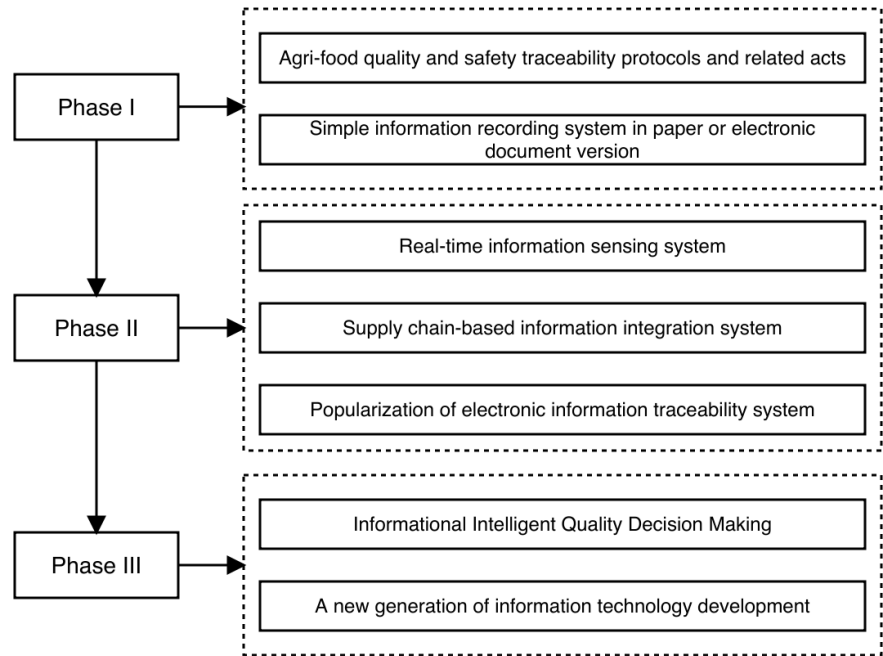 Phase I
Agri-food quality and safety traceability protocols and related acts
Simple information recording system in paper or electronic
document version
Phase II
Real-time information sensing system
Supply chain-based information integration system
Popularization of electronic information traceability system
Phase III
Informational Intelligent Quality Decision Making
A new generation of information technology development